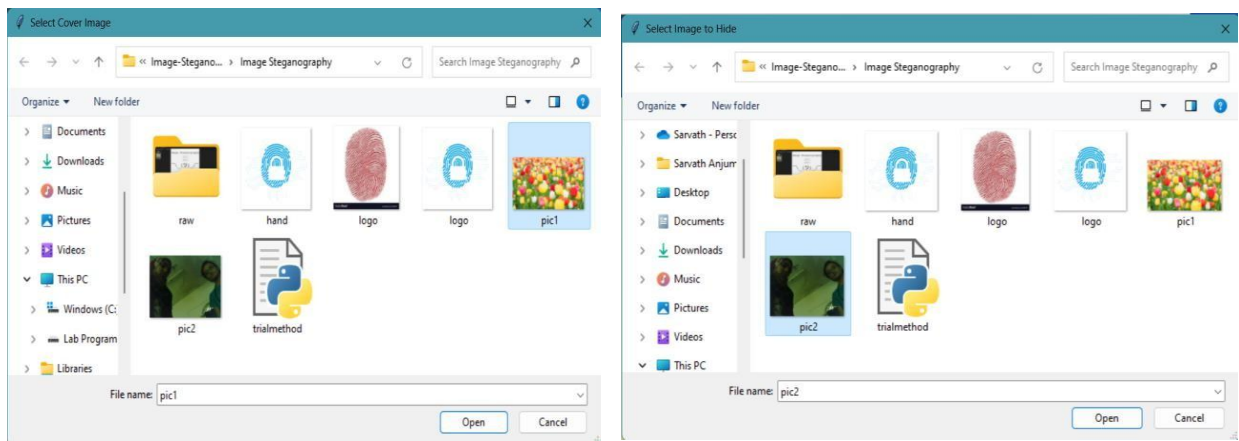 Select Cover Image
« Image-Stegano... › Image Steganography
Search Image Steganography
Organize
New folder
Documents
Downloads
Music
Pictures
Videos
This PC
Windows (C:
Lab Program
Libraries
raw
hand
logo
logo
pic1
pic2
trialmethod
File name: pic1
Open
Cancel
Select Image to Hide
« Image-Stegano... › Image Steganography
Search Image Steganography
Organize
New folder
Sarvath - Persc
Sarvath Anjum
Desktop
Documents
Downloads
Music
Pictures
Videos
This PC
raw
hand
logo
logo
pic1
pic2
trialmethod
File name: pic2
Open
Cancel